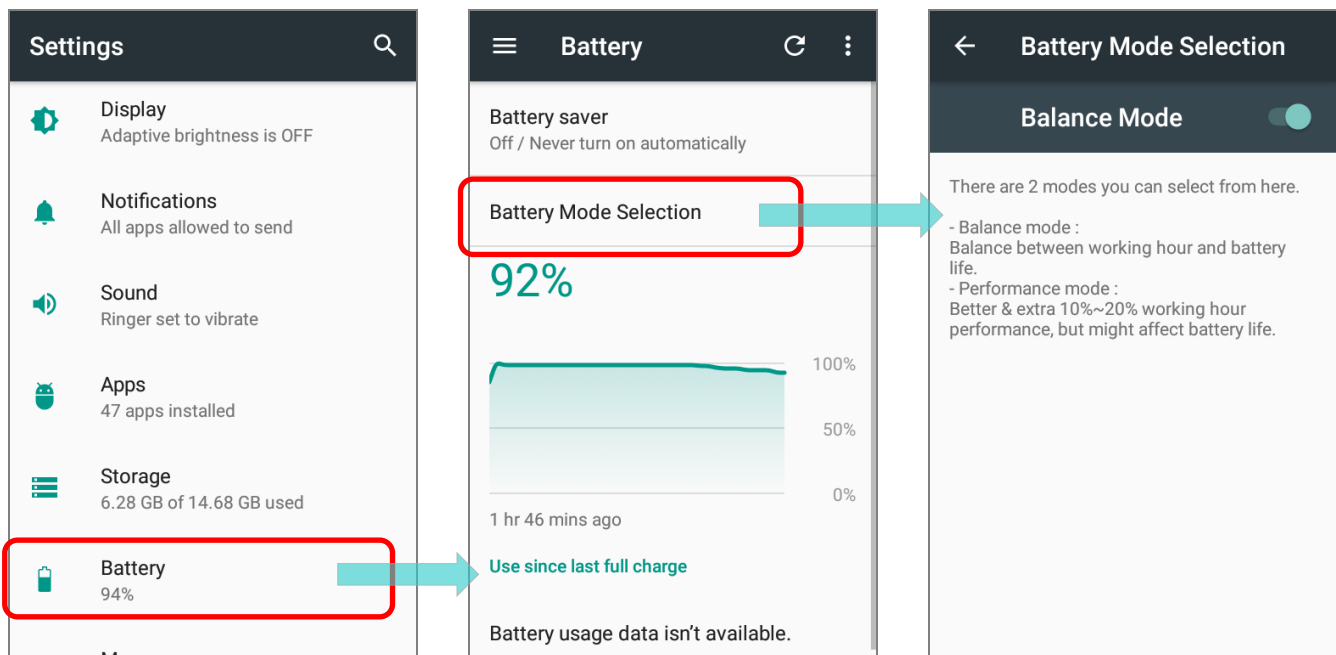 Settings
Display
Adaptive brightness is OFF
Notifications
All apps allowed to send
Sound
Ringer set to vibrate
Apps
47 apps installed
Storage
6.28 GB of 14.68 GB used
Battery
94%
Battery
Battery saver
Off / Never turn on automatically
Battery Mode Selection
92%
100%
50%
0%
1 hr 46 mins ago
Use since last full charge
Battery usage data isn't available.
Battery Mode Selection
Balance Mode
There are 2 modes you can select from here.
- Balance mode :
Balance between working hour and battery
life.
- Performance mode :
Better & extra 10%~20% working hour
performance, but might affect battery life.